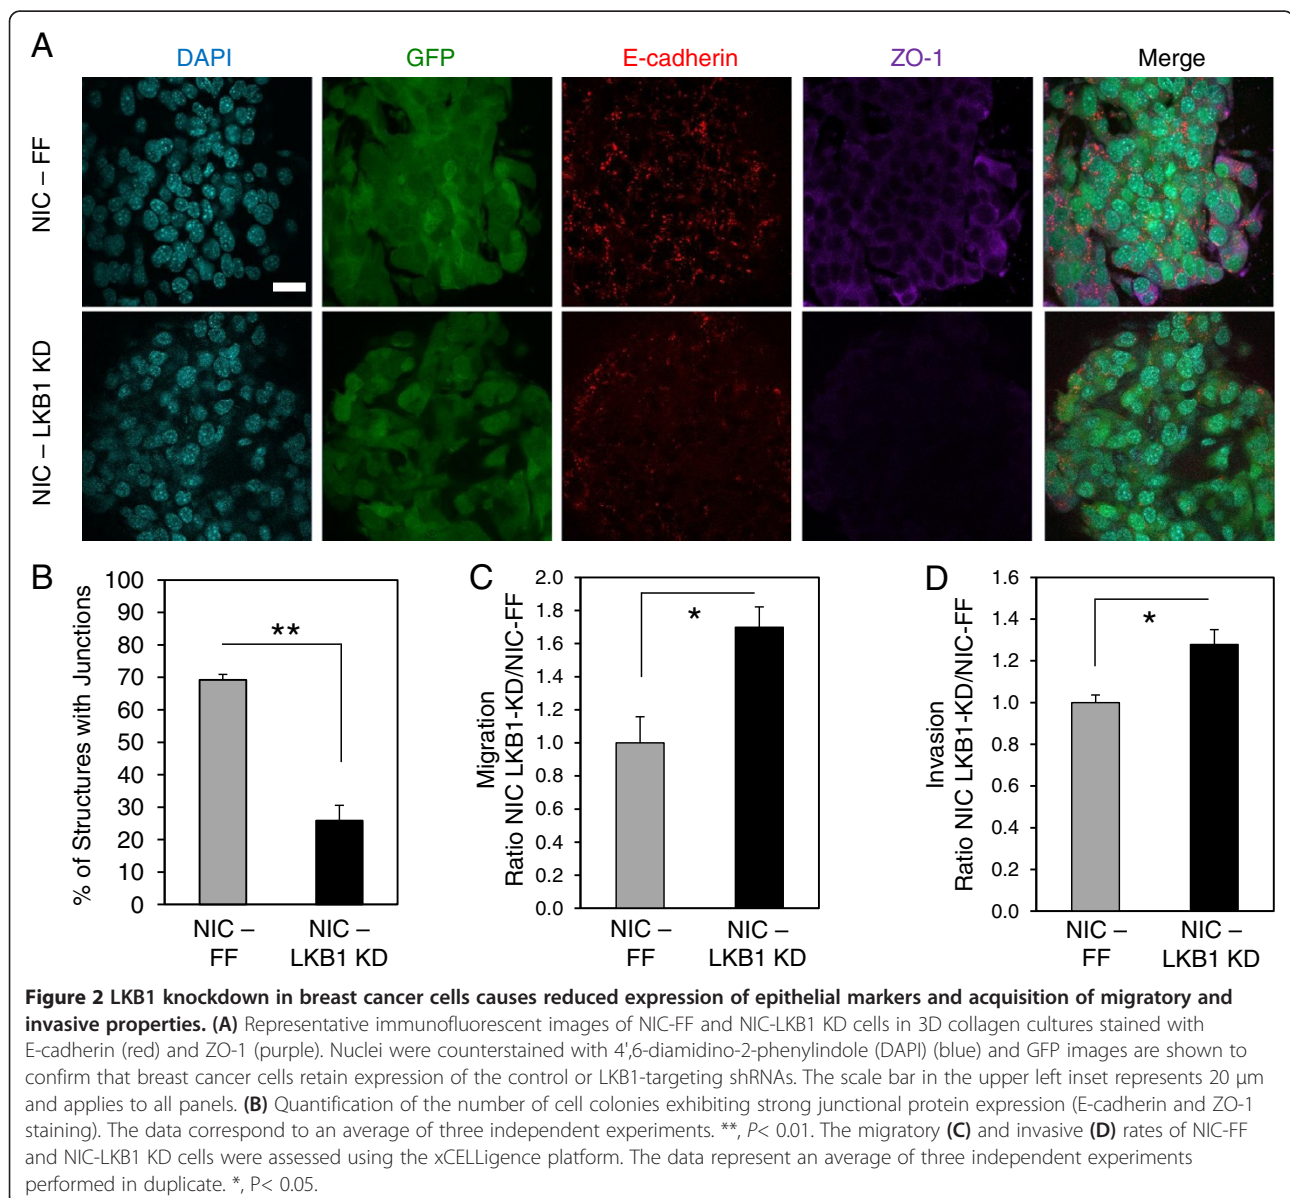 A
DAPI GFP E-cadherin ZO-1 Merge
NIC – FF
NIC – LKB1 KD
B
% of Structures with Junctions
100
90
80
70
60
50
40
30
20
10
0
**
NIC –
FF
NIC –
LKB1 KD
C
Migration
Ratio NIC LKB1-KD/NIC-FF
2.0
1.8
1.6
1.4
1.2
1.0
0.8
0.6
0.4
0.2
0.0
*
NIC –
FF
NIC –
LKB1 KD
D
Invasion
Ratio NIC LKB1-KD/NIC-FF
1.6
1.4
1.2
1.0
0.8
0.6
0.4
0.2
0.0
*
NIC –
FF
NIC –
LKB1 KD
Figure 2 LKB1 knockdown in breast cancer cells causes reduced expression of epithelial markers and acquisition of migratory and
invasive properties. (A) Representative immunofluorescent images of NIC-FF and NIC-LKB1 KD cells in 3D collagen cultures stained with
E-cadherin (red) and ZO-1 (purple). Nuclei were counterstained with 4',6-diamidino-2-phenylindole (DAPI) (blue) and GFP images are shown to
confirm that breast cancer cells retain expression of the control or LKB1-targeting shRNAs. The scale bar in the upper left inset represents 20 μm
and applies to all panels. (B) Quantification of the number of cell colonies exhibiting strong junctional protein expression (E-cadherin and ZO-1
staining). The data correspond to an average of three independent experiments. **, P< 0.01. The migratory (C) and invasive (D) rates of NIC-FF
and NIC-LKB1 KD cells were assessed using the xCELLigence platform. The data represent an average of three independent experiments
performed in duplicate. *, P< 0.05.